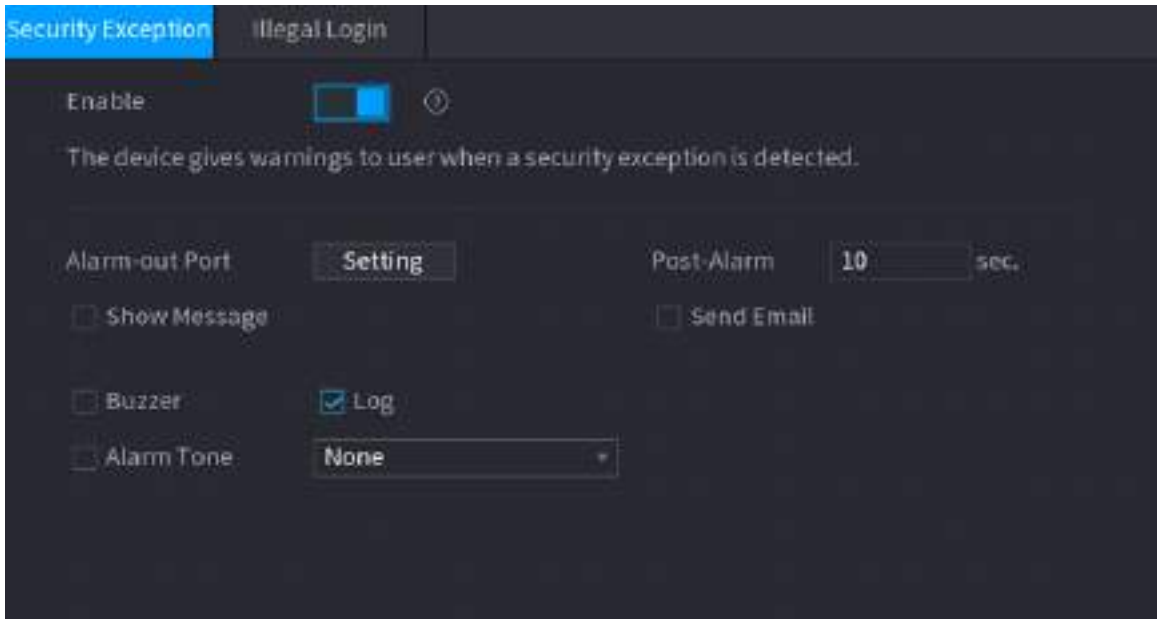 Security Exception Illegal Login
Enable
The device gives warnings to user when a security exception is detected.
Alarm-out Port Setting Post-Alarm 10 sec.
Show Message Send Email
Buzzer Log
Alarm Tone None